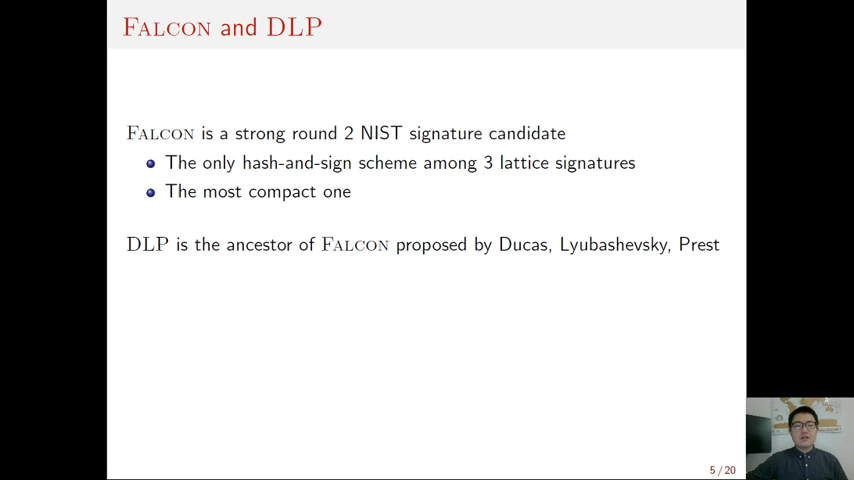 FALCON and DLP
FALCON is a strong round 2 NIST signature candidate
The only hash-and-sign scheme among 3 lattice signatures
The most compact one
DLP is the ancestor of FALCON proposed by Ducas, Lyubashevsky, Prest
5 / 20